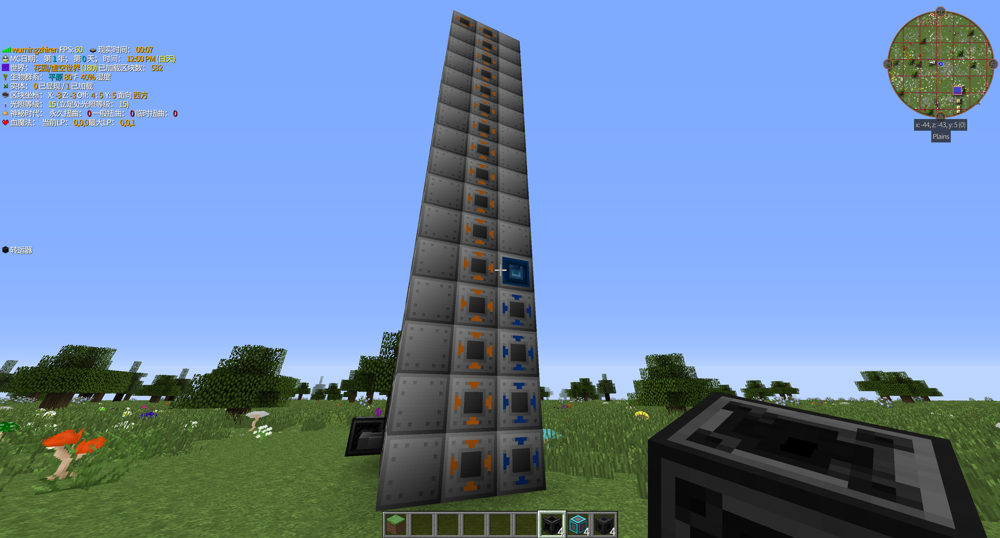 wumingzhiren FPS: 60 现实时间： 00:07
MC日期： 第 1 年； 第 0 天； 时间： 12:00 PM (白天)
世界： 花园/虚空世界 (180) 已加载区块数： 582
生物群系： 平原 80°F 40% 湿度
实体： 0 已显现 / 1 已加载
区块坐标： X: -3 Z: -3 Off: 4 : 5 Y: 5 面向 西方
光照等级： 15 (立足处光照等级： 15)
神秘时代： 永久扭曲： 0 一般扭曲： 0 临时扭曲： 0
血魔法： 当前LP： 0,0,0 最大LP： 0,0,1
转运器
北
西
东
南
x: -44, z: -43, y: 5 (0)
Plains
4
4
4